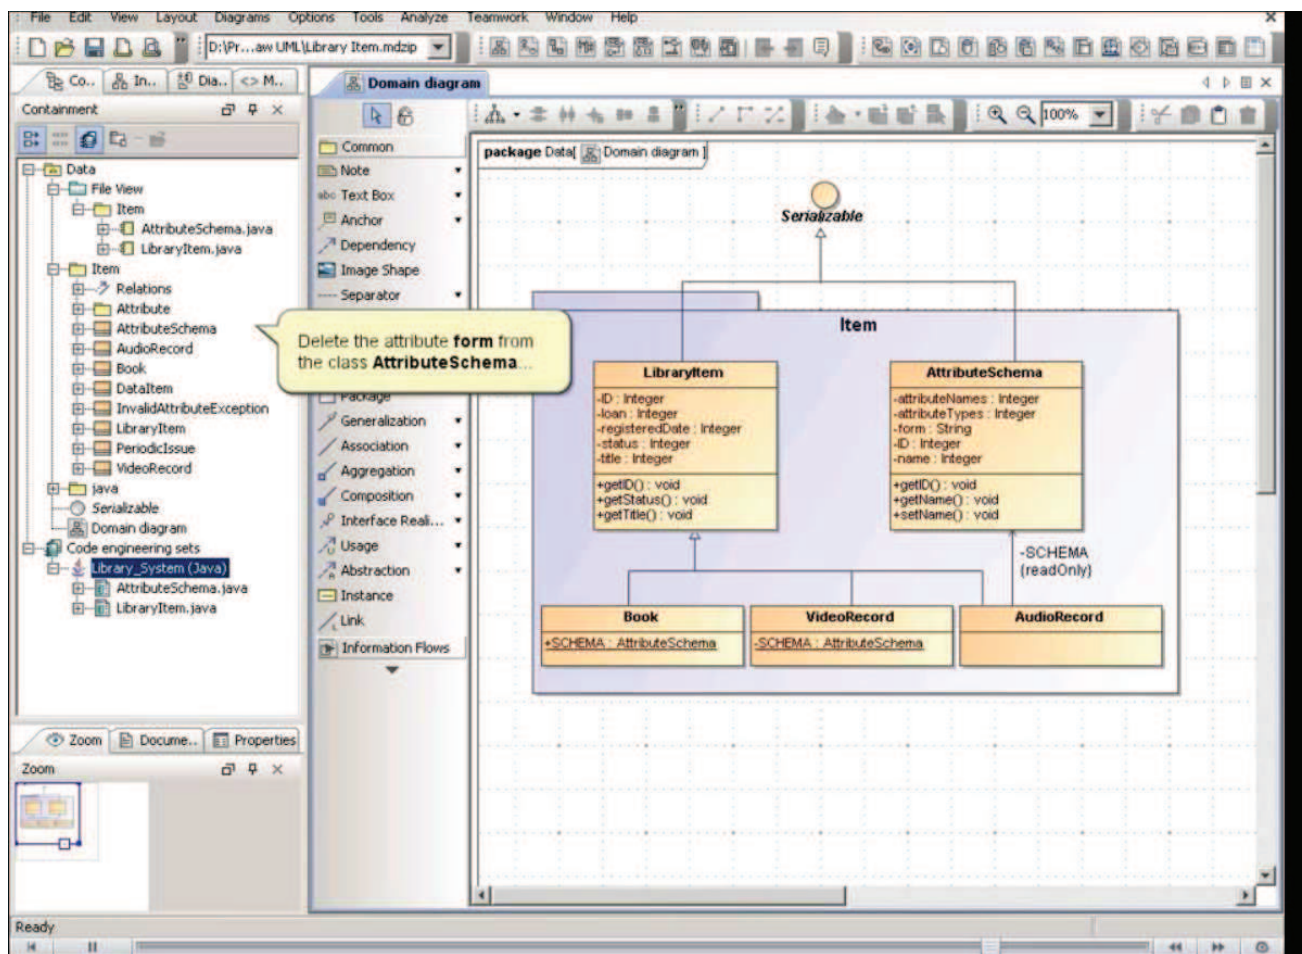 File Edit View Layout Diagrams Options Tools Analyze Teamwork Window Help
D:\Pr...aw UML\Library Item.mdzip
Co.. In.. Dia.. <> M..
Containment
Data
File View
Item
AttributeSchema.java
LibraryItem.java
Item
Relations
Attribute
AttributeSchema
AudioRecord
Book
DataItem
InvalidAttributeException
LibraryItem
PeriodicIssue
VideoRecord
java
Serializable
Domain diagram
Code engineering sets
Library_System (Java)
AttributeSchema.java
LibraryItem.java
Zoom Docume.. Properties
Zoom
Domain diagram
100%
Common
Note
abc Text Box
Anchor
Dependency
Image Shape
Separator
Delete the attribute form from
the class AttributeSchema...
Package
Generalization
Association
Aggregation
Composition
Interface Reali...
Usage
Abstraction
Instance
Link
Information Flows
package Data[ Domain diagram ]
Serializable
Item
LibraryItem
-ID : Integer
-loan : Integer
-registeredDate : Integer
-status : Integer
-title : Integer
+getID() : void
+getStatus() : void
+getTitle() : void
AttributeSchema
-attributeNames : Integer
-attributeTypes : Integer
-form : String
-ID : Integer
-name : Integer
+getID() : void
+getName() : void
+setName() : void
-SCHEMA
(readOnly)
Book
+SCHEMA : AttributeSchema
VideoRecord
-SCHEMA : AttributeSchema
AudioRecord
Ready